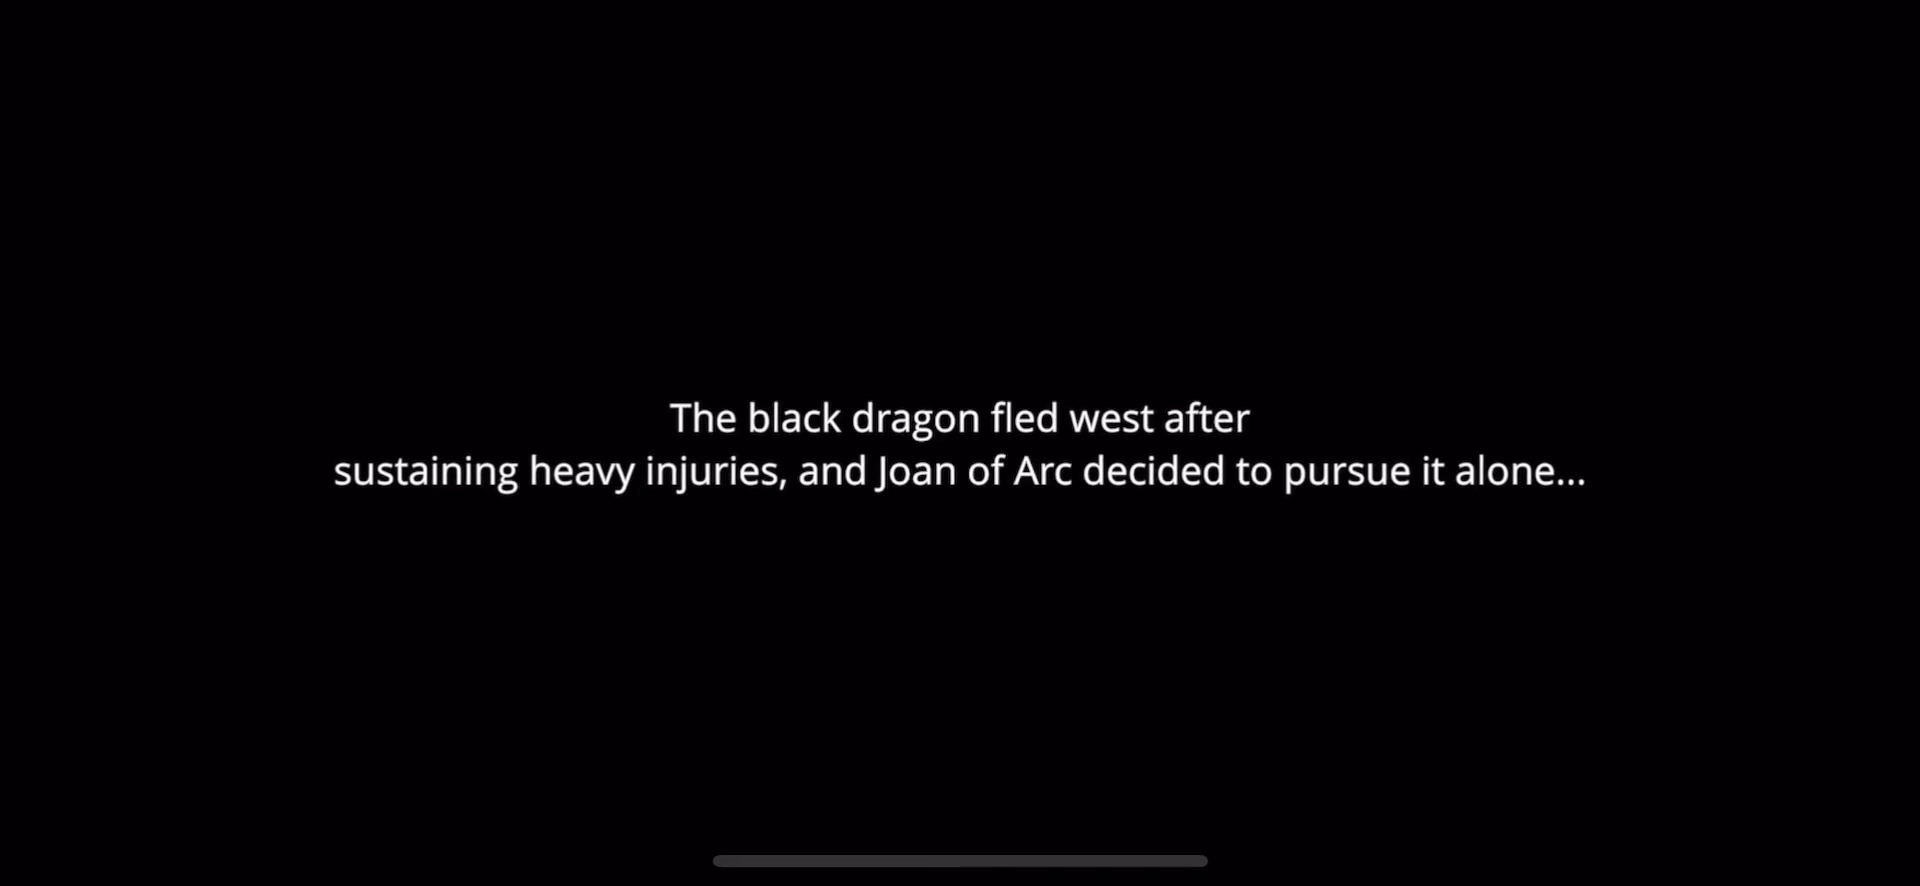 The black dragon fled west after
sustaining heavy injuries, and Joan of Arc decided to pursue it alone...